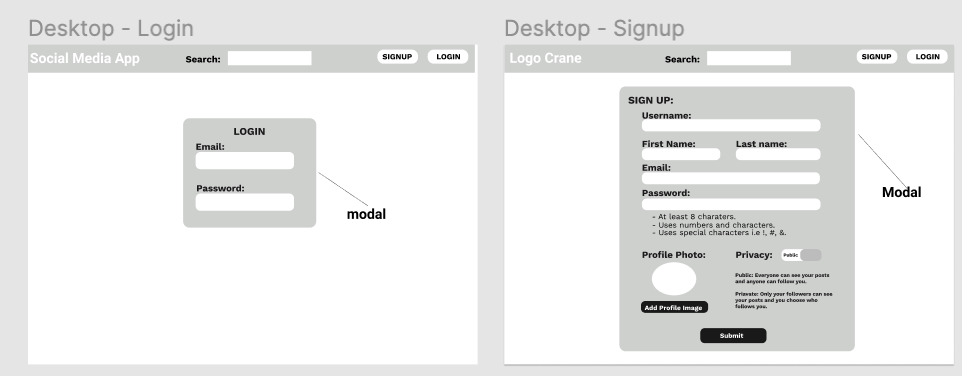 Desktop - Login
Social Media App
Search:
SIGNUP
LOGIN
LOGIN
Email:
Password:
modal
Desktop - Signup
Logo Crane
Search:
SIGNUP
LOGIN
SIGN UP:
Username:
First Name:
Last name:
Email:
Password:
- At least 8 charaters.
- Uses numbers and characters.
- Uses special characters i.e !, #, &.
Profile Photo:
Add Profile Image
Privacy:
Public
Public: Everyone can see your posts
and anyone can follow you.
Priavate: Only your followers can see
your posts and you choose who
follows you.
Submit
Modal